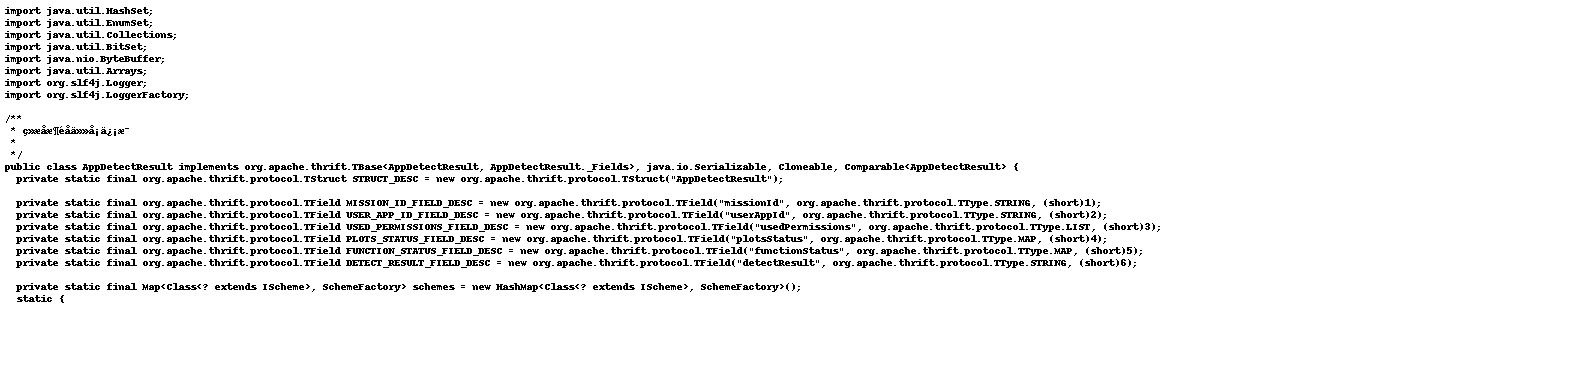 import java.util.HashSet;
import java.util.EnumSet;
import java.util.Collections;
import java.util.BitSet;
import java.nio.ByteBuffer;
import java.util.Arrays;
import org.slf4j.Logger;
import org.slf4j.LoggerFactory;
/**
 *
 *
 */
public class AppDetectResult implements org.apache.thrift.TBase<AppDetectResult, AppDetectResult._Fields>, java.io.Serializable, Cloneable, Comparable<AppDetectResult> {
  private static final org.apache.thrift.protocol.TStruct STRUCT_DESC = new org.apache.thrift.protocol.TStruct("AppDetectResult");
  private static final org.apache.thrift.protocol.TField MISSION_ID_FIELD_DESC = new org.apache.thrift.protocol.TField("missionId", org.apache.thrift.protocol.TType.STRING, (short)1);
  private static final org.apache.thrift.protocol.TField USER_APP_ID_FIELD_DESC = new org.apache.thrift.protocol.TField("userAppId", org.apache.thrift.protocol.TType.STRING, (short)2);
  private static final org.apache.thrift.protocol.TField USED_PERMISSIONS_FIELD_DESC = new org.apache.thrift.protocol.TField("usedPermissions", org.apache.thrift.protocol.TType.LIST, (short)3);
  private static final org.apache.thrift.protocol.TField PLOTS_STATUS_FIELD_DESC = new org.apache.thrift.protocol.TField("plotsStatus", org.apache.thrift.protocol.TType.MAP, (short)4);
  private static final org.apache.thrift.protocol.TField FUNCTION_STATUS_FIELD_DESC = new org.apache.thrift.protocol.TField("functionStatus", org.apache.thrift.protocol.TType.MAP, (short)5);
  private static final org.apache.thrift.protocol.TField DETECT_RESULT_FIELD_DESC = new org.apache.thrift.protocol.TField("detectResult", org.apache.thrift.protocol.TType.STRING, (short)6);
  private static final Map<Class<? extends IScheme>, SchemeFactory> schemes = new HashMap<Class<? extends IScheme>, SchemeFactory>();
  static {